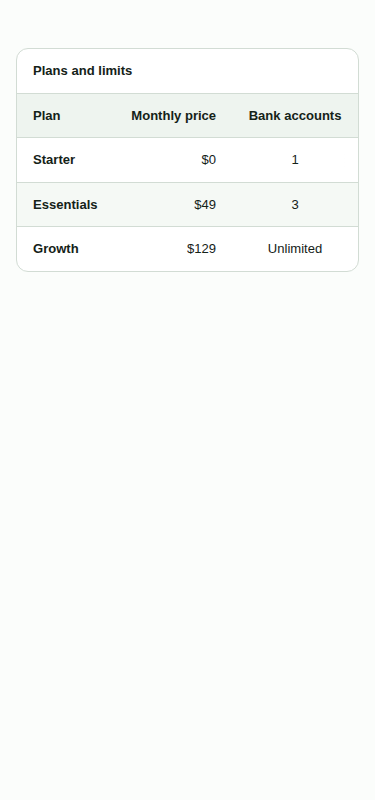 Plans and limits
Plan Monthly price Bank accounts
Starter $0 1
Essentials $49 3
Growth $129 Unlimited